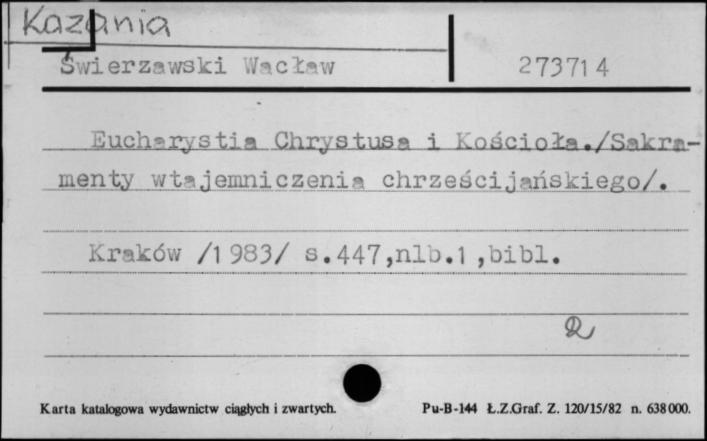 Kazania
Świerzawski Wacław 273714
Eucharystia Chrystusa i Kościoła./Sakra-
menty wtajemniczenia chrześcijańskiego/.
Kraków /1983/ s.447,nlb.1,bibl.
Karta katalogowa wydawnictw ciągłych i zwartych. Pu-B-144 Ł.Z.Graf. Z. 120/15/82 n. 638000.